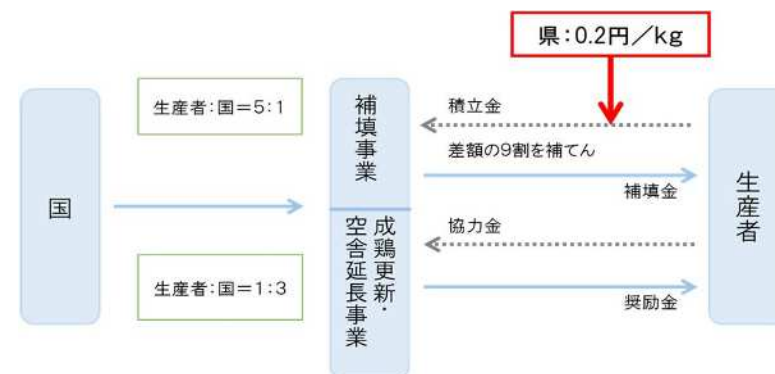 県：0.2円／kg
国
生産者：国＝5：1
生産者：国＝1：3
補填事業
成鶏更新・
空舎延長事業
積立金
差額の9割を補てん
補填金
協力金
奨励金
生産者